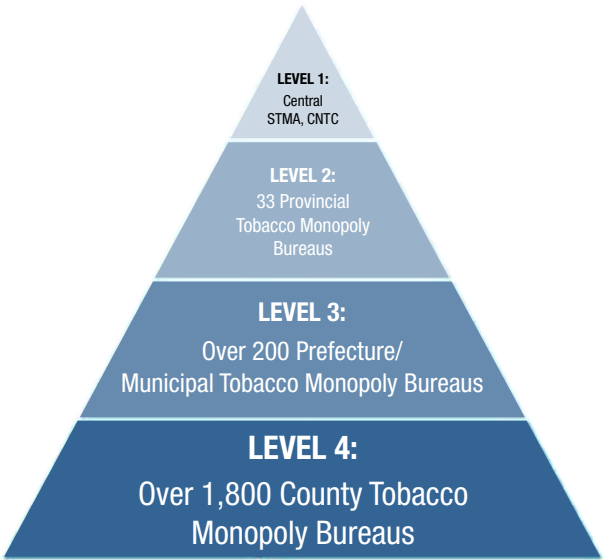 LEVEL 1:
Central
STMA, CNTC
LEVEL 2:
33 Provincial
Tobacco Monopoly
Bureaus
LEVEL 3:
Over 200 Prefecture/
Municipal Tobacco Monopoly Bureaus
LEVEL 4:
Over 1,800 County Tobacco
Monopoly Bureaus